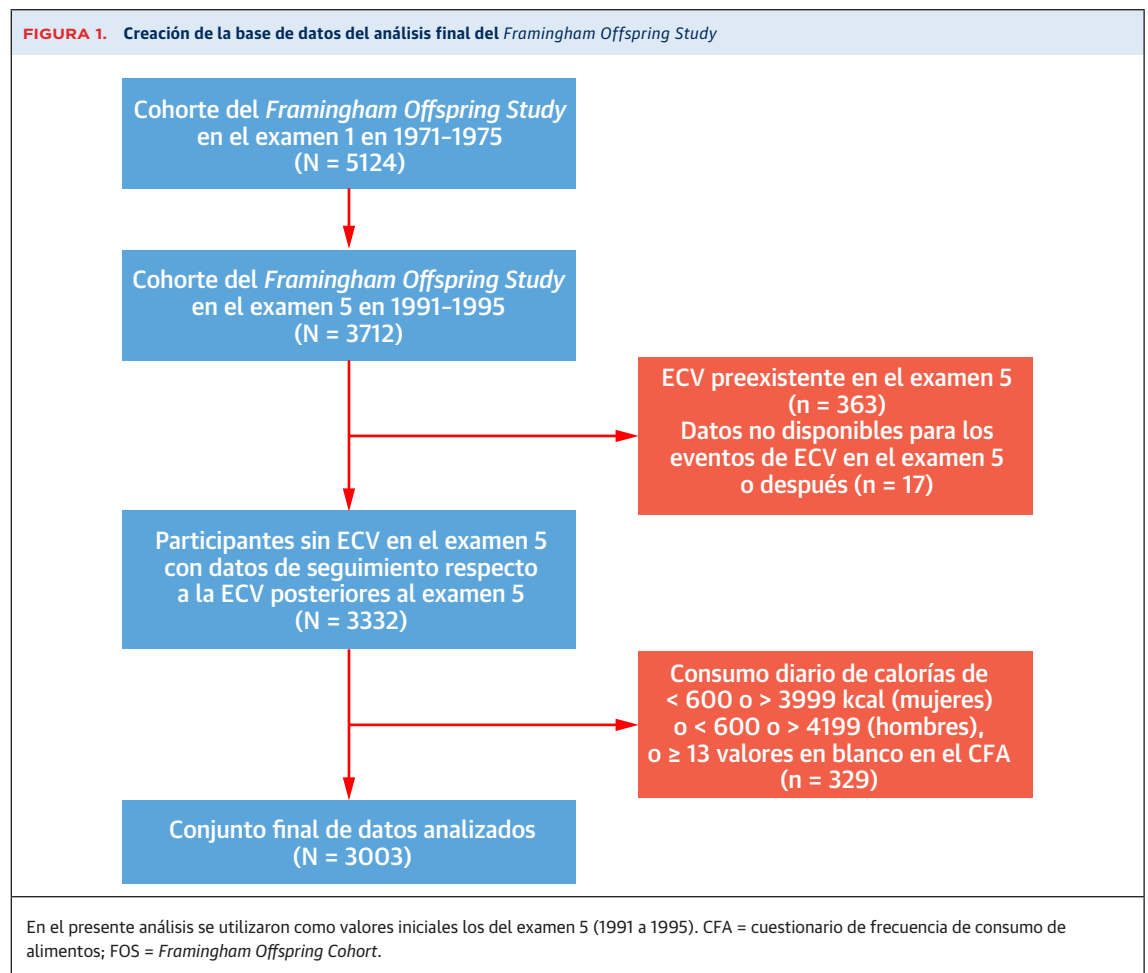 FIGURA 1. Creación de la base de datos del análisis final del Framingham Offspring Study
Cohorte del Framingham Offspring Study
en el examen 1 en 1971-1975
(N = 5124)
Cohorte del Framingham Offspring Study
en el examen 5 en 1991-1995
(N = 3712)
ECV preexistente en el examen 5
(n = 363)
Datos no disponibles para los
eventos de ECV en el examen 5
o después (n = 17)
Participantes sin ECV en el examen 5
con datos de seguimiento respecto
a la ECV posteriores al examen 5
(N = 3332)
Consumo diario de calorías de
< 600 o > 3999 kcal (mujeres)
o < 600 o > 4199 (hombres),
o ≥ 13 valores en blanco en el CFA
(n = 329)
Conjunto final de datos analizados
(N = 3003)
En el presente análisis se utilizaron como valores iniciales los del examen 5 (1991 a 1995). CFA = cuestionario de frecuencia de consumo de
alimentos; FOS = Framingham Offspring Cohort.